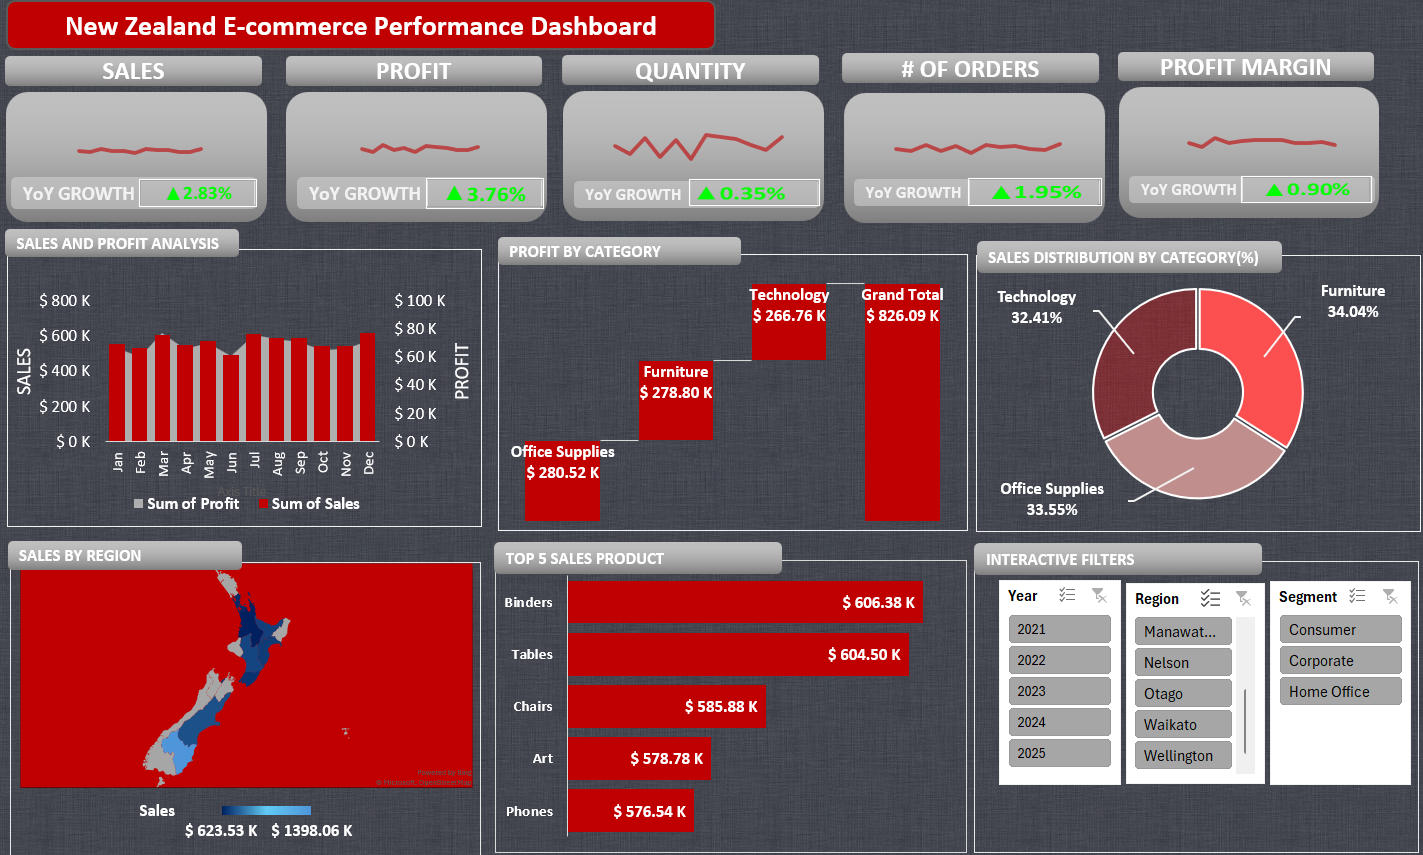 New Zealand E-commerce Performance Dashboard
SALES
YoY GROWTH ▲2.83%
PROFIT
YoY GROWTH ▲3.76%
QUANTITY
YoY GROWTH ▲0.35%
# OF ORDERS
YoY GROWTH ▲1.95%
PROFIT MARGIN
YoY GROWTH ▲0.90%
SALES AND PROFIT ANALYSIS
SALES
$ 800 K
$ 600 K
$ 400 K
$ 200 K
$ 0 K
$ 100 K
$ 80 K
$ 60 K
$ 40 K
$ 20 K
$ 0 K
PROFIT
Jan
Feb
Mar
Apr
May
Jun
Jul
Aug
Sep
Oct
Nov
Dec
Sum of Profit
Sum of Sales
PROFIT BY CATEGORY
Office Supplies
$ 280.52 K
Furniture
$ 278.80 K
Technology
$ 266.76 K
Grand Total
$ 826.09 K
SALES DISTRIBUTION BY CATEGORY(%)
Technology
32.41%
Furniture
34.04%
Office Supplies
33.55%
SALES BY REGION
Powered by Bing
© Microsoft, OpenStreetMap
Sales
$ 623.53 K $ 1398.06 K
TOP 5 SALES PRODUCT
Binders $ 606.38 K
Tables $ 604.50 K
Chairs $ 585.88 K
Art $ 578.78 K
Phones $ 576.54 K
INTERACTIVE FILTERS
Year
2021
2022
2023
2024
2025
Region
Manawat...
Nelson
Otago
Waikato
Wellington
Segment
Consumer
Corporate
Home Office